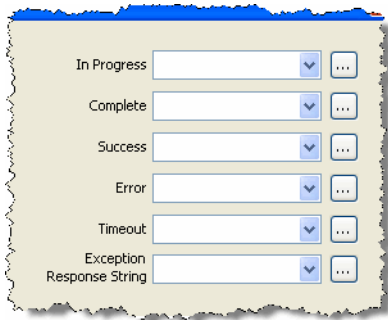 In Progress
...
Complete
...
Success
...
Error
...
Timeout
...
Exception
Response String
...